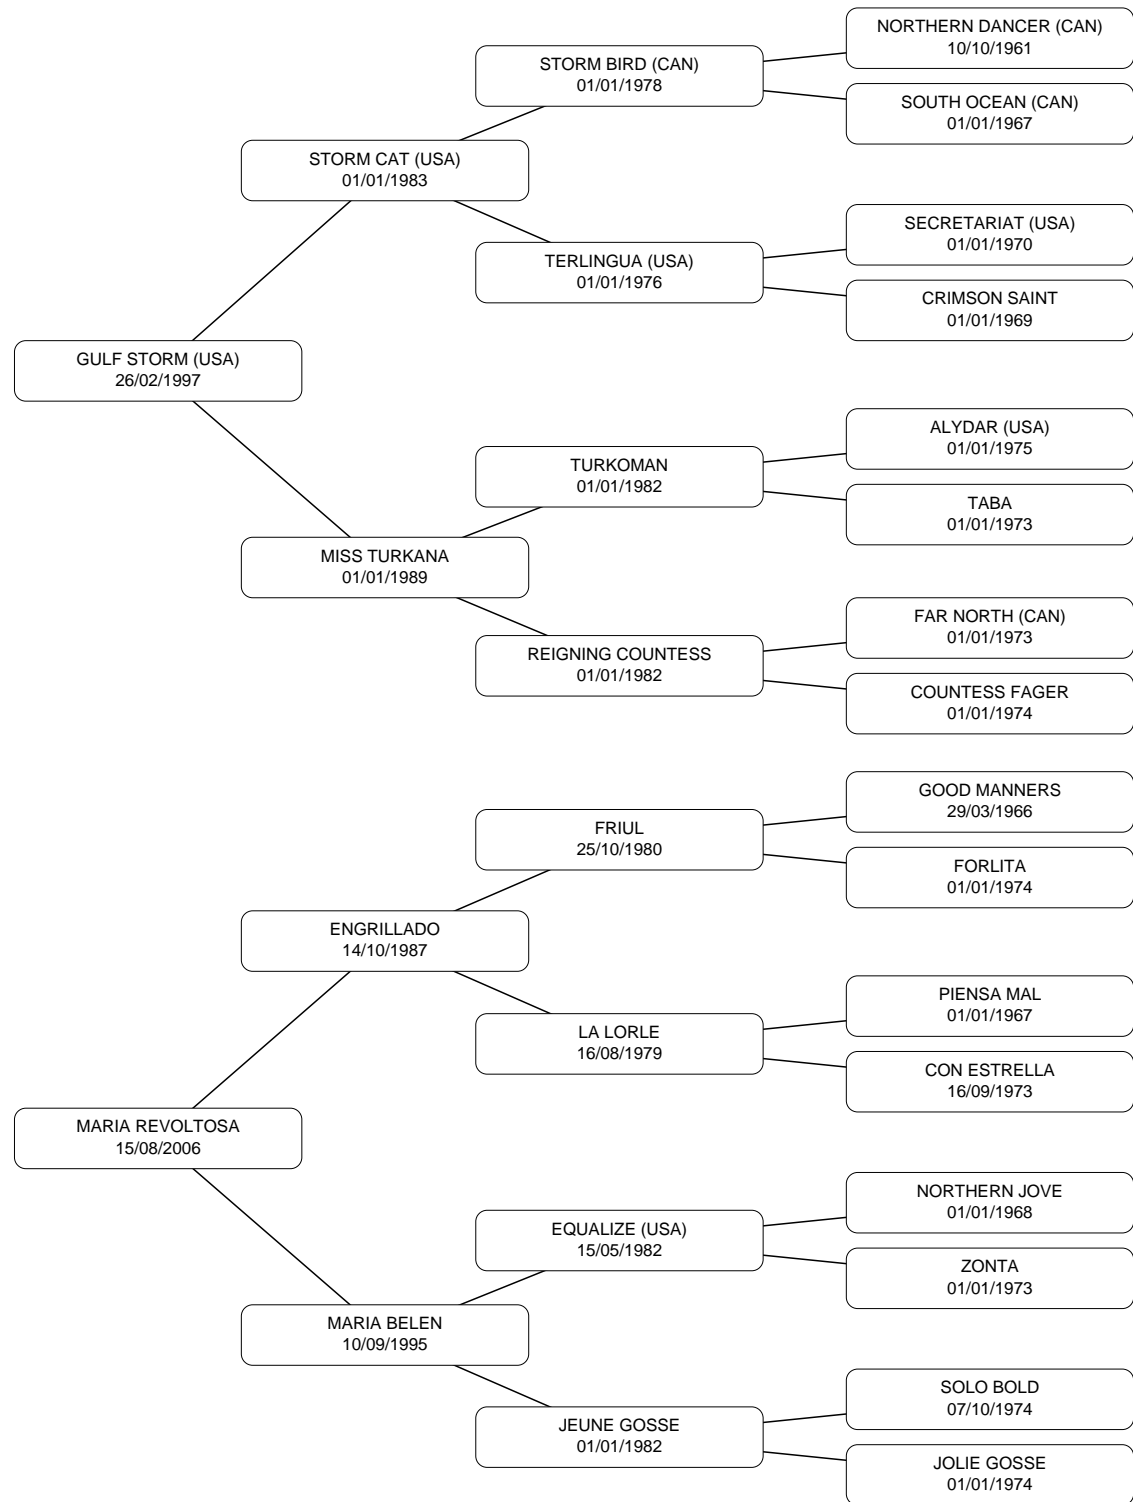 NORTHERN DANCER (CAN)
10/10/1961
STORM BIRD (CAN)
01/01/1978
SOUTH OCEAN (CAN)
01/01/1967
STORM CAT (USA)
01/01/1983
SECRETARIAT (USA)
01/01/1970
TERLINGUA (USA)
01/01/1976
CRIMSON SAINT
01/01/1969
GULF STORM (USA)
26/02/1997
ALYDAR (USA)
01/01/1975
TURKOMAN
01/01/1982
TABA
01/01/1973
MISS TURKANA
01/01/1989
FAR NORTH (CAN)
01/01/1973
REIGNING COUNTESS
01/01/1982
COUNTESS FAGER
01/01/1974
GOOD MANNERS
29/03/1966
FRIUL
25/10/1980
FORLITA
01/01/1974
ENGRILLADO
14/10/1987
PIENSA MAL
01/01/1967
LA LORLE
16/08/1979
CON ESTRELLA
16/09/1973
MARIA REVOLTOSA
15/08/2006
NORTHERN JOVE
01/01/1968
EQUALIZE (USA)
15/05/1982
ZONTA
01/01/1973
MARIA BELEN
10/09/1995
SOLO BOLD
07/10/1974
JEUNE GOSSE
01/01/1982
JOLIE GOSSE
01/01/1974